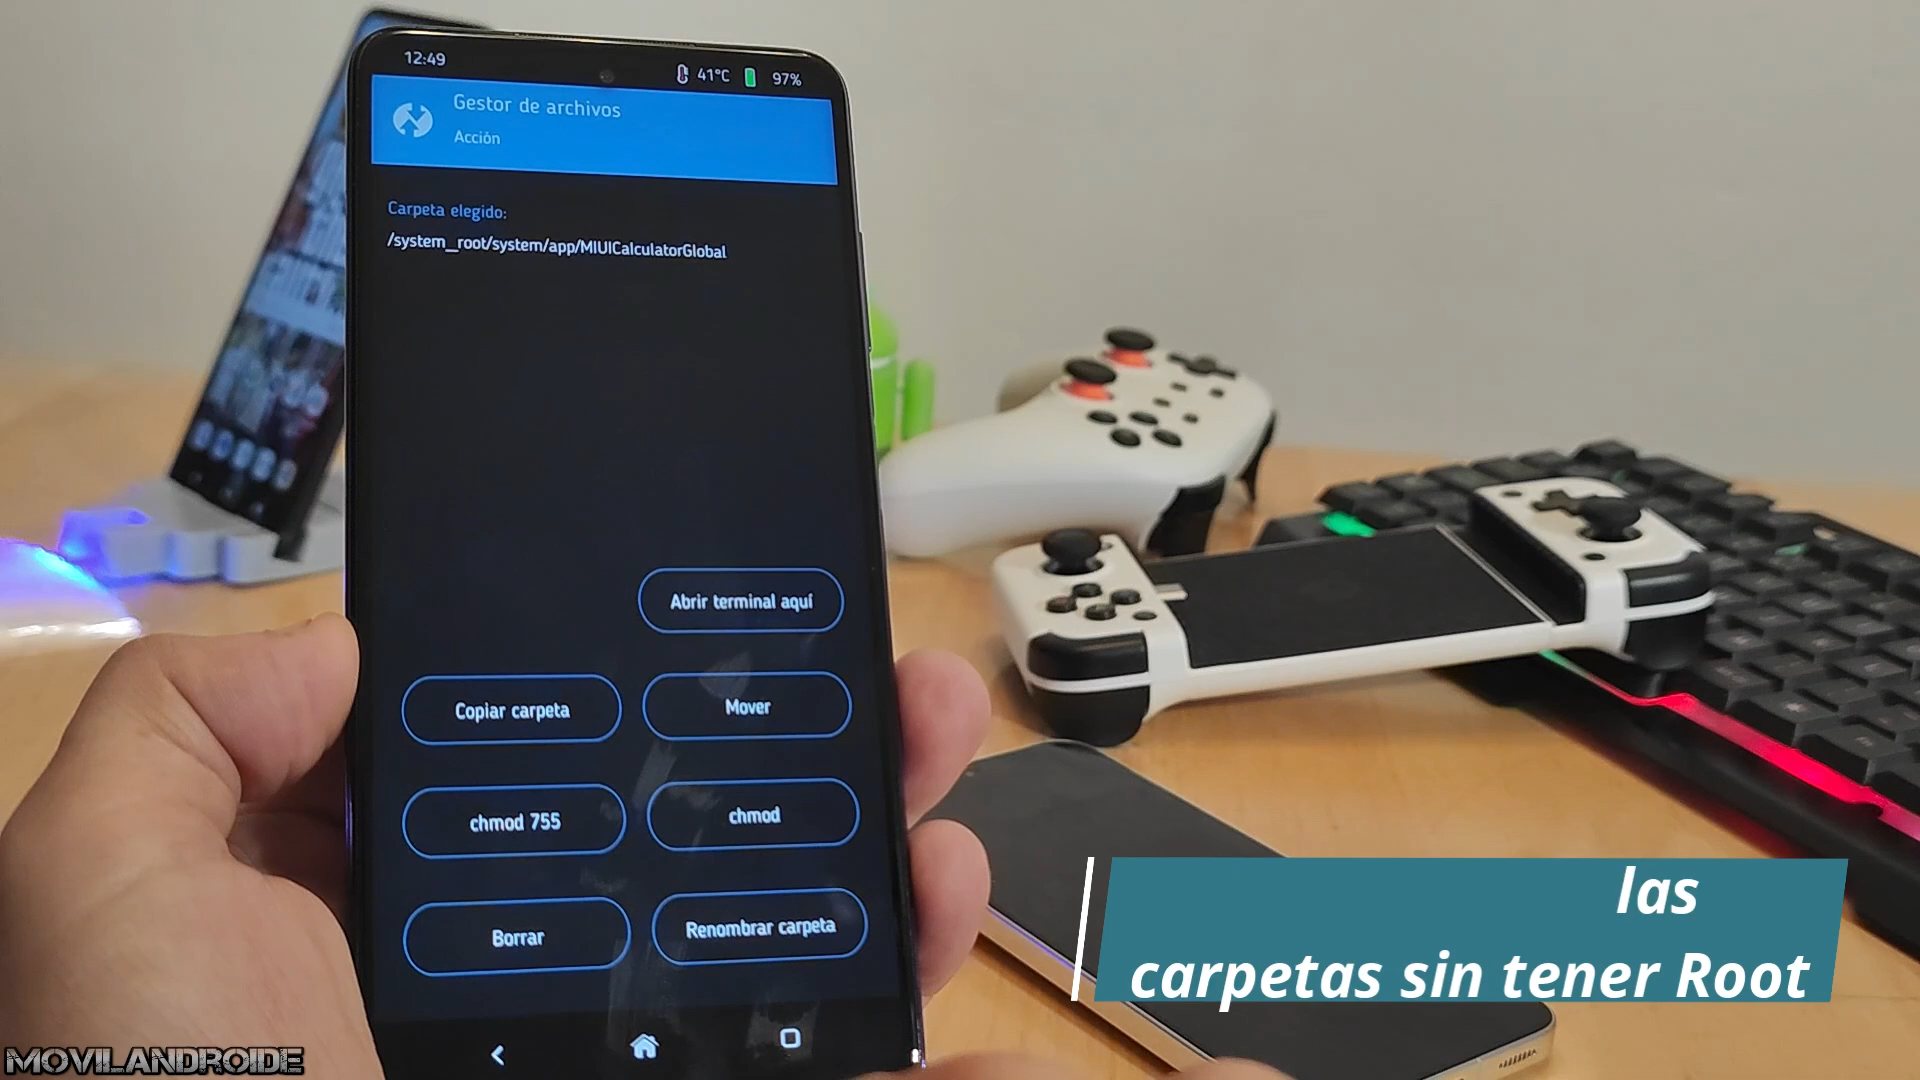 12:49
41°C
97%
Gestor de archivos
Acción
Carpeta elegido:
/system_root/system/app/MIUICalculatorGlobal
Abrir terminal aquí
Copiar carpeta
Mover
chmod 755
chmod
Borrar
Renombrar carpeta
las
carpetas sin tener Root
MOVILANDROIDE